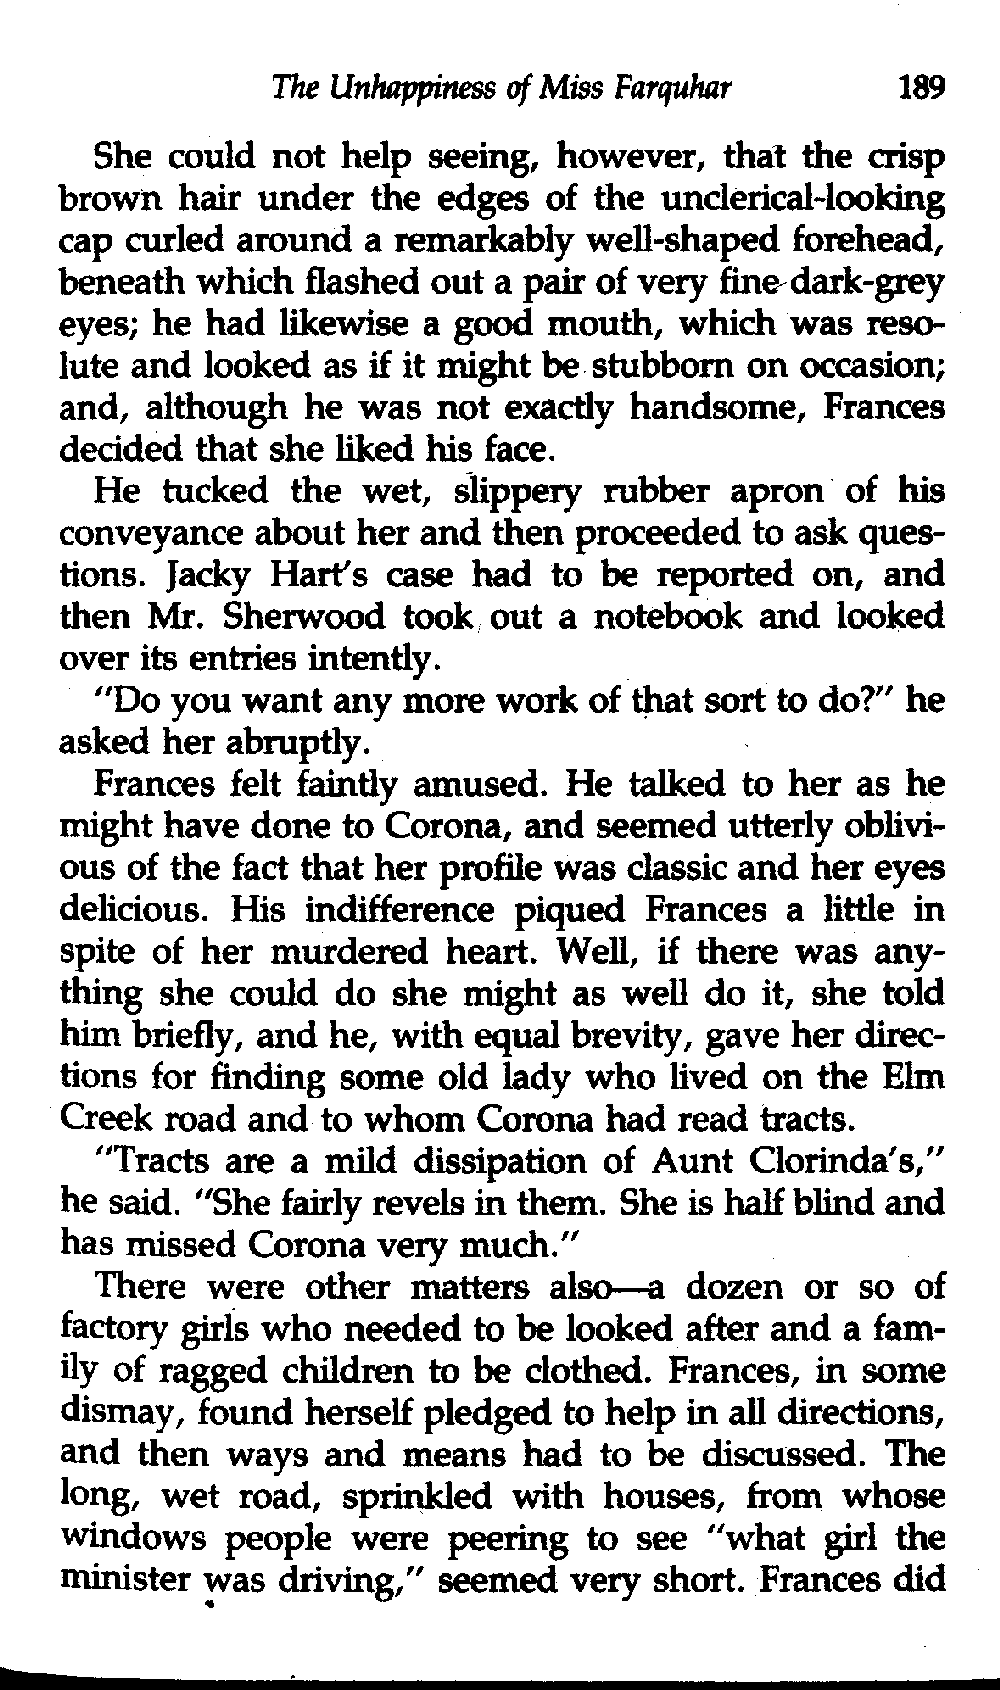 The Unhappiness of Miss Farquhar 189
She could not help seeing, however, that the crisp
brown hair under the edges of the unclerical-looking
cap curled around a remarkably well-shaped forehead,
beneath which flashed out a pair of very fine dark-grey
eyes; he had likewise a good mouth, which was reso-
lute and looked as if it might be stubborn on occasion;
and, although he was not exactly handsome, Frances
decided that she liked his face.
He tucked the wet, slippery rubber apron of his
conveyance about her and then proceeded to ask ques-
tions. Jacky Hart's case had to be reported on, and
then Mr. Sherwood took out a notebook and looked
over its entries intently.
"Do you want any more work of that sort to do?" he
asked her abruptly.
Frances felt faintly amused. He talked to her as he
might have done to Corona, and seemed utterly oblivi-
ous of the fact that her profile was classic and her eyes
delicious. His indifference piqued Frances a little in
spite of her murdered heart. Well, if there was any-
thing she could do she might as well do it, she told
him briefly, and he, with equal brevity, gave her direc-
tions for finding some old lady who lived on the Elm
Creek road and to whom Corona had read tracts.
"Tracts are a mild dissipation of Aunt Clorinda's,"
he said. "She fairly revels in them. She is half blind and
has missed Corona very much."
There were other matters also—a dozen or so of
factory girls who needed to be looked after and a fam-
ily of ragged children to be clothed. Frances, in some
dismay, found herself pledged to help in all directions,
and then ways and means had to be discussed. The
long, wet road, sprinkled with houses, from whose
windows people were peering to see "what girl the
minister was driving," seemed very short. Frances did